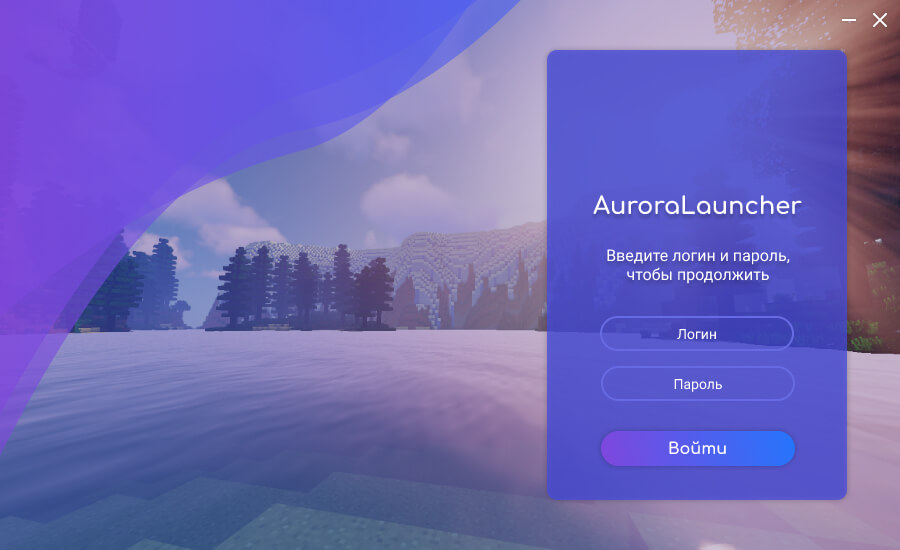 AuroraLauncher
Введите логин и пароль,
чтобы продолжить
Логин
Пароль
Войти